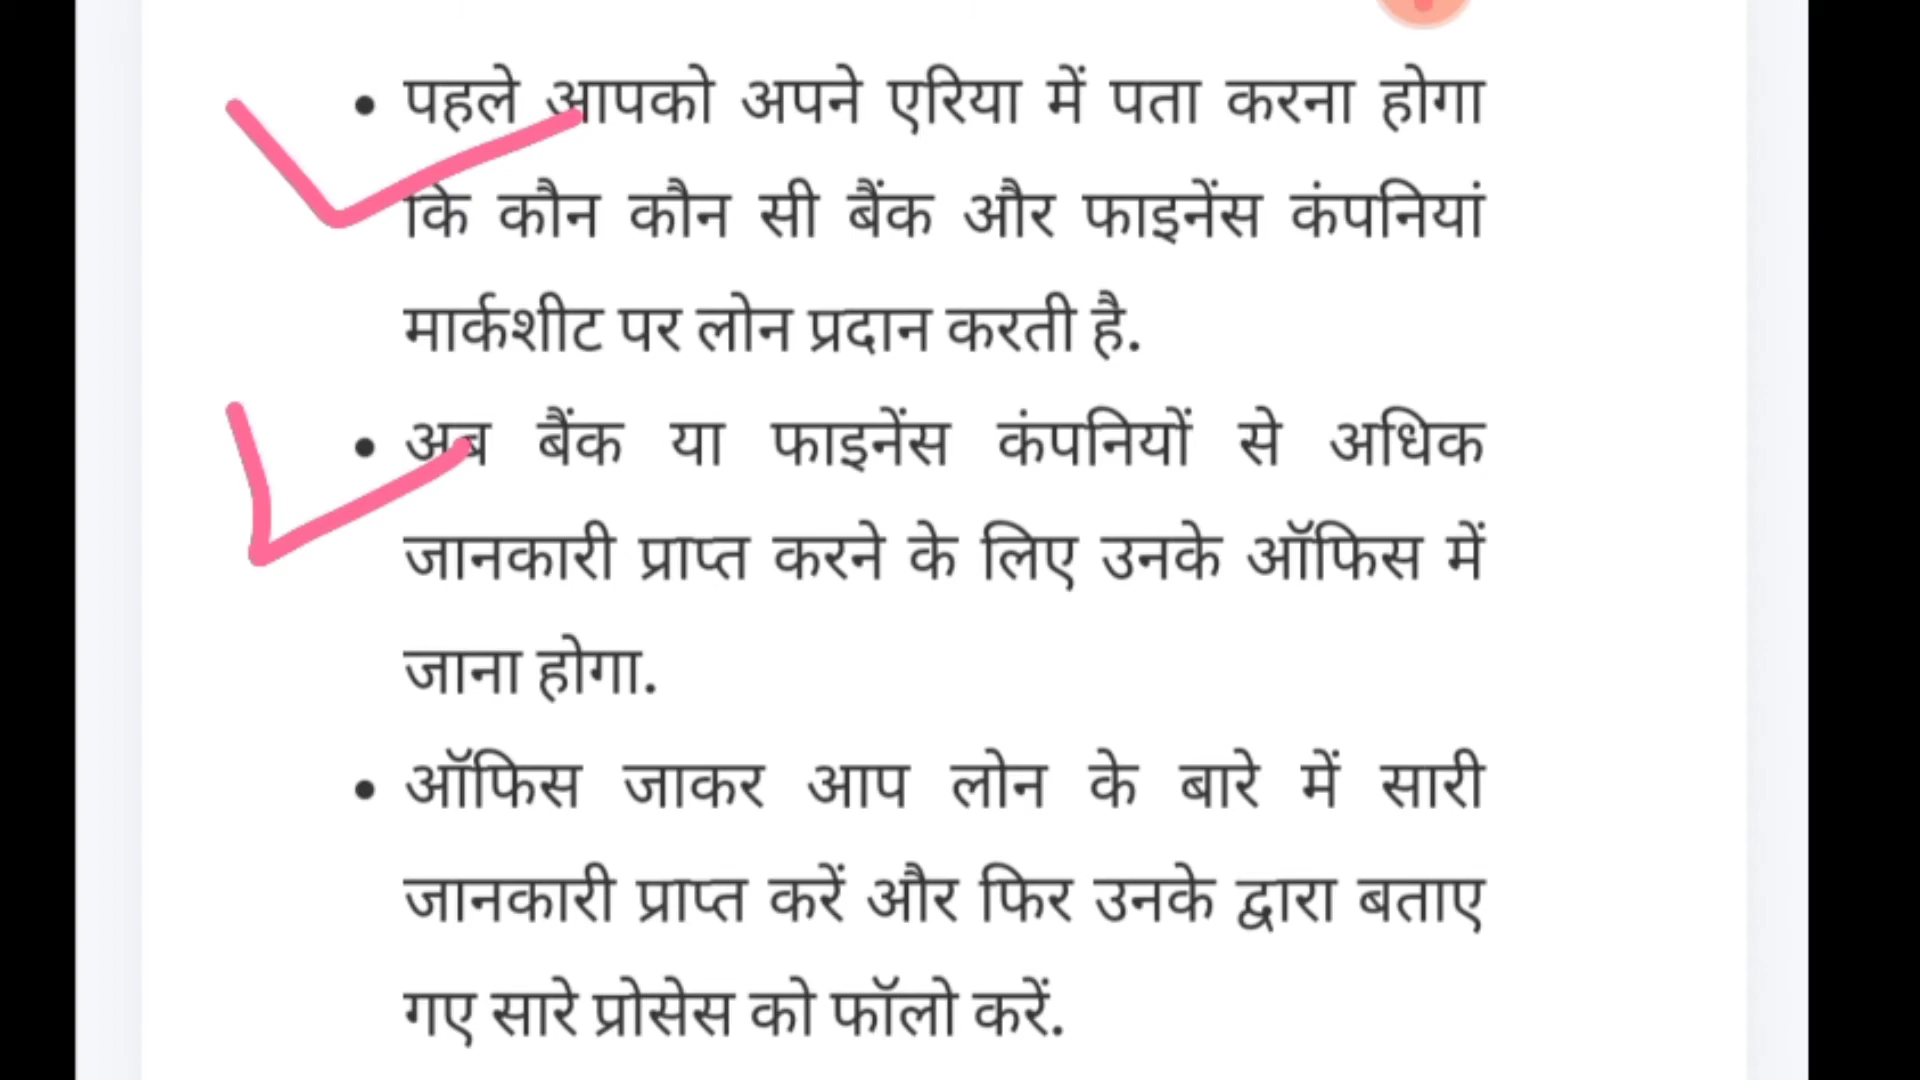 • पहले आपको अपने एरिया में पता करना होगा
कि कौन कौन सी बैंक और फाइनेंस कंपनियां
मार्कशीट पर लोन प्रदान करती है.
• अब बैंक या फाइनेंस कंपनियों से अधिक
जानकारी प्राप्त करने के लिए उनके ऑफिस में
जाना होगा.
• ऑफिस जाकर आप लोन के बारे में सारी
जानकारी प्राप्त करें और फिर उनके द्वारा बताए
गए सारे प्रोसेस को फॉलो करें.